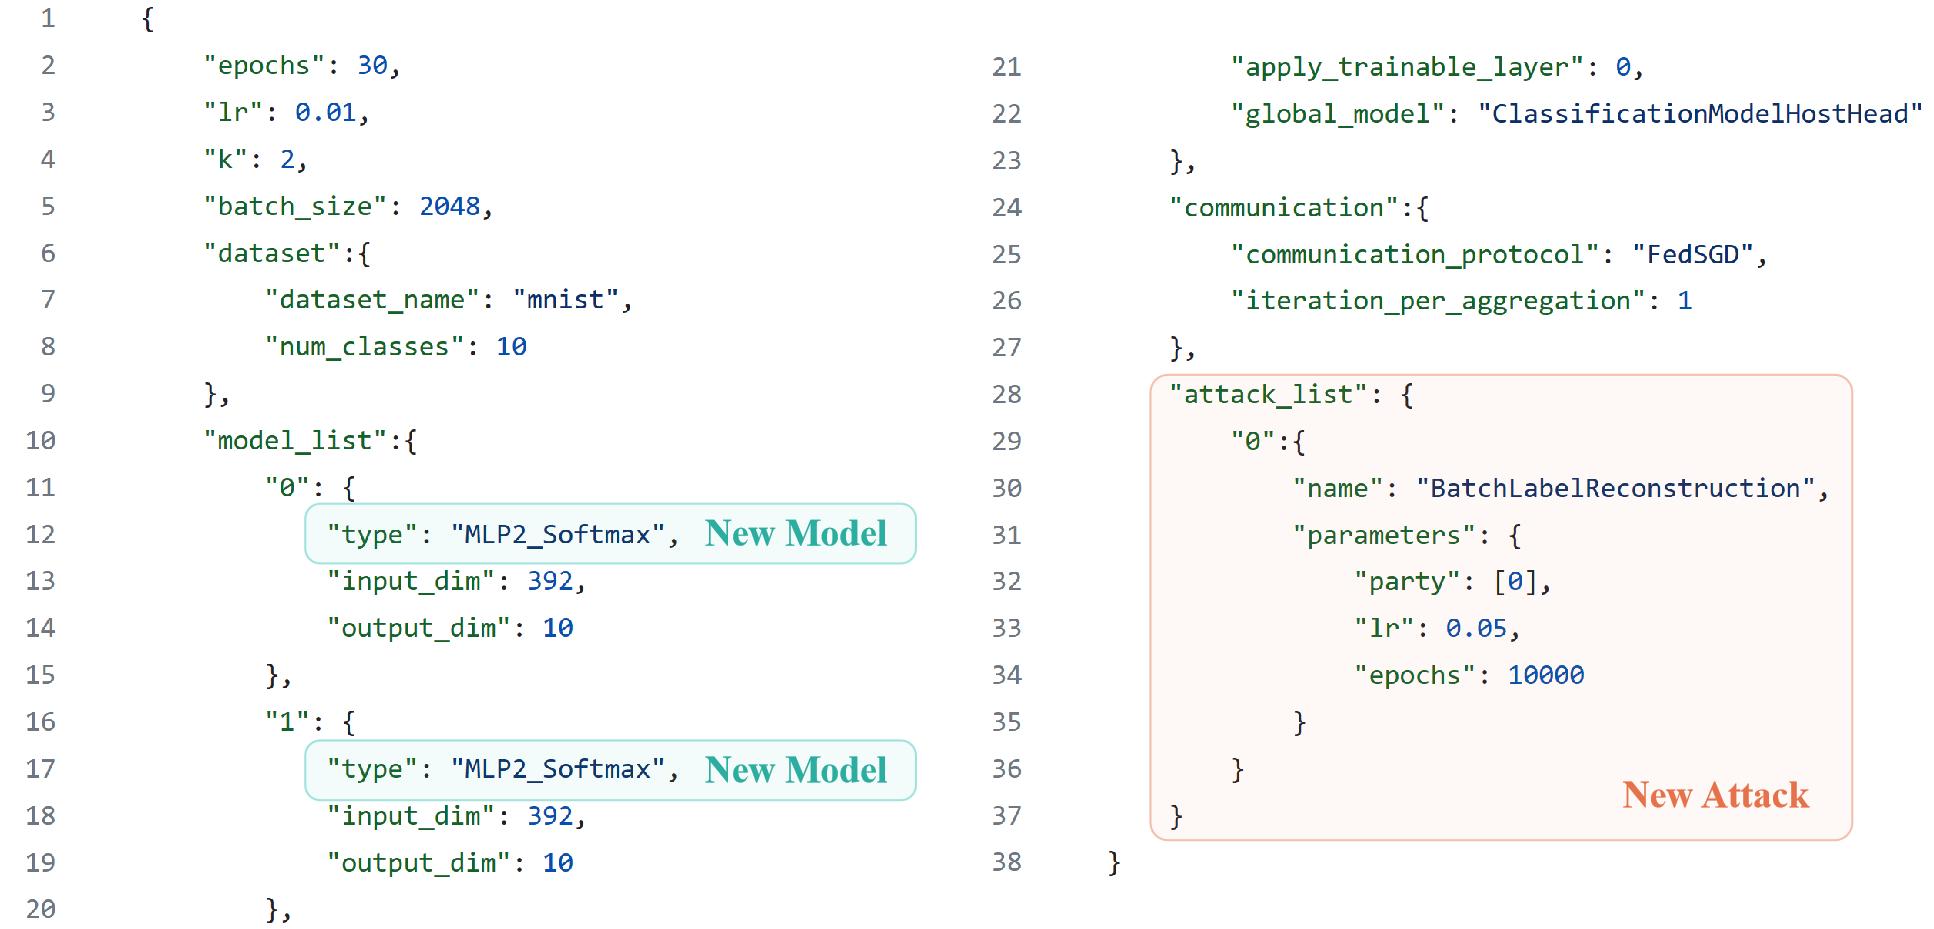 1 {
2 "epochs": 30,
3 "lr": 0.01,
4 "k": 2,
5 "batch_size": 2048,
6 "dataset":{
7 "dataset_name": "mnist",
8 "num_classes": 10
9 },
10 "model_list":{
11 "0": {
12 "type": "MLP2_Softmax", New Model
13 "input_dim": 392,
14 "output_dim": 10
15 },
16 "1": {
17 "type": "MLP2_Softmax", New Model
18 "input_dim": 392,
19 "output_dim": 10
20 },
21 "apply_trainable_layer": 0,
22 "global_model": "ClassificationModelHostHead"
23 },
24 "communication":{
25 "communication_protocol": "FedSGD",
26 "iteration_per_aggregation": 1
27 },
28 "attack_list": {
29 "0":{
30 "name": "BatchLabelReconstruction",
31 "parameters": {
32 "party": [0],
33 "lr": 0.05,
34 "epochs": 10000
35 }
36 }
New Attack
37 }
38 }